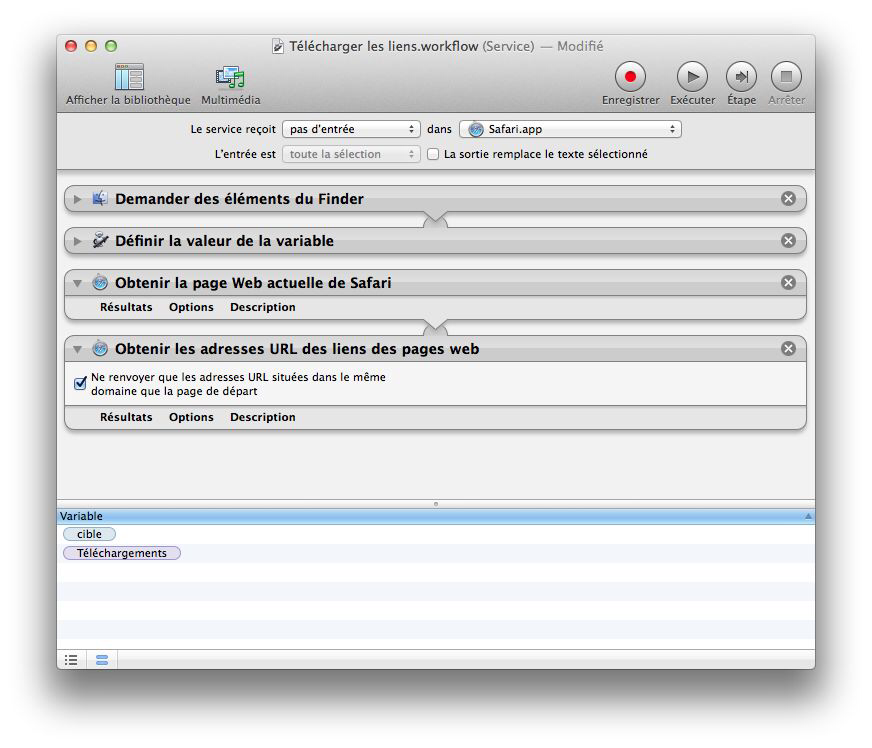 Télécharger les liens.workflow (Service) — Modifié
Afficher la bibliothèque Multimédia Enregistrer Exécuter Étape Arrêter
Le service reçoit pas d'entrée dans Safari.app
L'entrée est toute la sélection La sortie remplace le texte sélectionné
Demander des éléments du Finder
Définir la valeur de la variable
Obtenir la page Web actuelle de Safari
Résultats Options Description
Obtenir les adresses URL des liens des pages web
Ne renvoyer que les adresses URL situées dans le même
domaine que la page de départ
Résultats Options Description
Variable
cible
Téléchargements